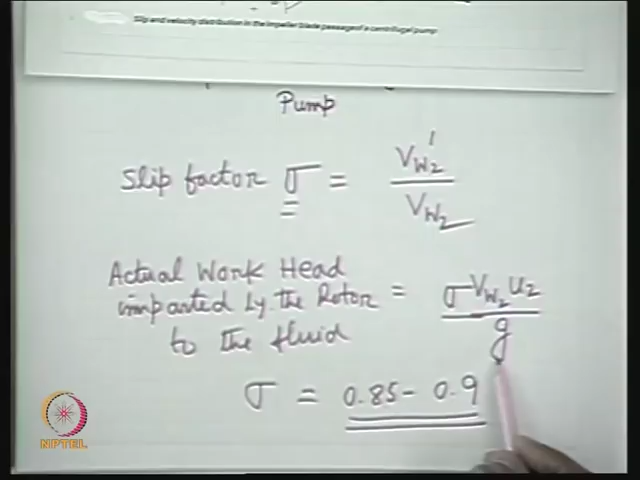 Slip and velocity distribution in the impeller blade passage of a centrifugal pump
Pump
Slip factor σ = Vw2' / Vw2
Actual Work Head
imparted by the Rotor = σ Vw2 u2 / g
to the fluid
σ = 0.85 - 0.9
NPTEL